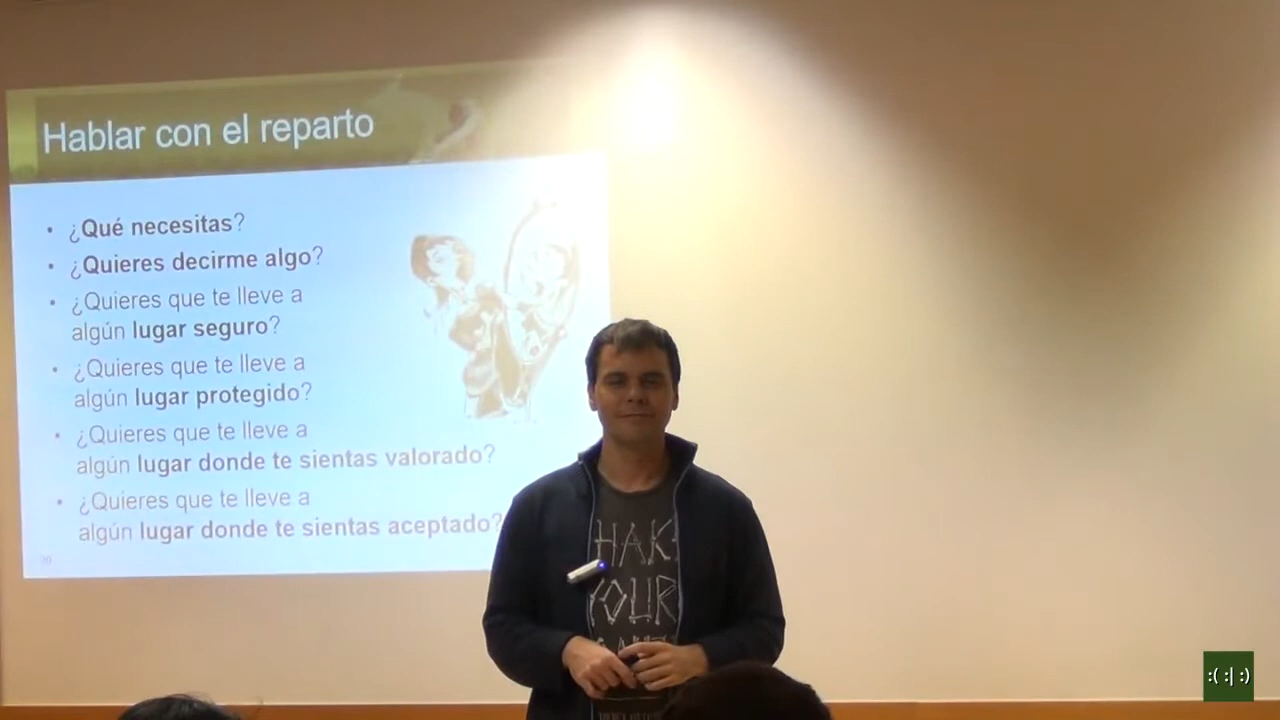 Hablar con el reparto
• ¿Qué necesitas?
• ¿Quieres decirme algo?
• ¿Quieres que te lleve a
algún lugar seguro?
• ¿Quieres que te lleve a
algún lugar protegido?
• ¿Quieres que te lleve a
algún lugar donde te sientas valorado?
• ¿Quieres que te lleve a
algún lugar donde te sientas aceptado?
YOUR
:( :| :)